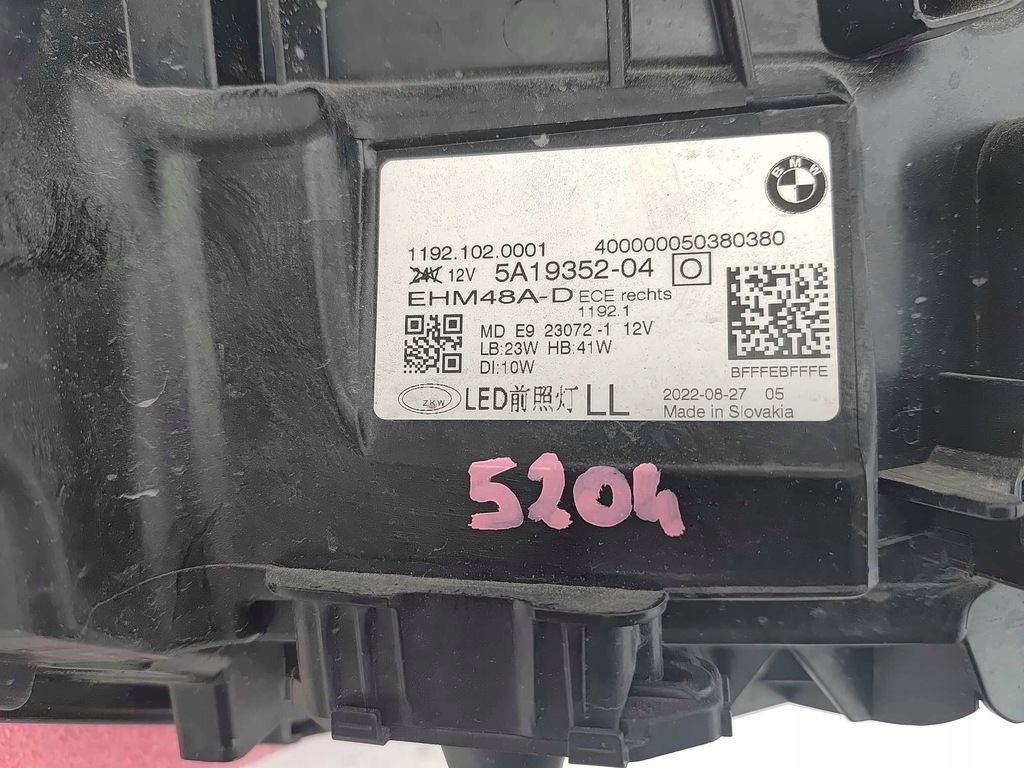 BMW
1192.102.0001 400000050380380
24V 12V 5A19352-04 O
EHM48A-D ECE rechts
1192.1
MD E9 23072-1 12V
LB:23W HB:41W
DI:10W
BFFFEBFFFE
ZKW LED前照灯 LL 2022-08-27 05
Made in Slovakia
5204